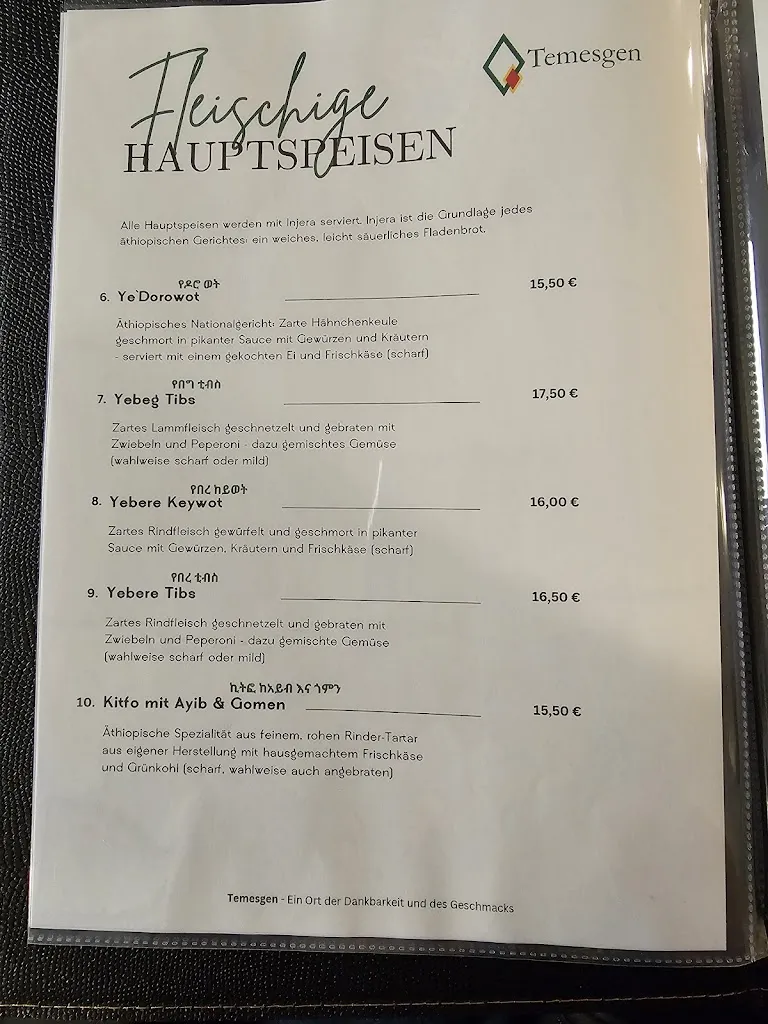 Temesgen
Fleischige
HAUPTSPEISEN
Alle Hauptspeisen werden mit Injera serviert. Injera ist die Grundlage jedes
äthiopischen Gerichtes: ein weiches, leicht säuerliches Fladenbrot.
የዶሮ ወት
6. Ye`Dorowot 15,50 €
Äthiopisches Nationalgericht: Zarte Hähnchenkeule
geschmort in pikanter Sauce mit Gewürzen und Kräutern
- serviert mit einem gekochten Ei und Frischkäse (scharf)
የበግ ቲብስ
7. Yebeg Tibs 17,50 €
Zartes Lammfleisch geschnetzelt und gebraten mit
Zwiebeln und Peperoni - dazu gemischtes Gemüse
(wahlweise scharf oder mild)
የበሬ ከይወት
8. Yebere Keywot 16,00 €
Zartes Rindfleisch gewürfelt und geschmort in pikanter
Sauce mit Gewürzen, Kräutern und Frischkäse (scharf)
የበረ ቲብስ
9. Yebere Tibs 16,50 €
Zartes Rindfleisch geschnetzelt und gebraten mit
Zwiebeln und Peperoni - dazu gemischte Gemüse
(wahlweise scharf oder mild)
ኪትፎ ከአይብ እና ጎምን
10. Kitfo mit Ayib & Gomen 15,50 €
Äthiopische Spezialität aus feinem, rohen Rinder-Tartar
aus eigener Herstellung mit hausgemachtem Frischkäse
und Grünkohl (scharf, wahlweise auch angebraten)
Temesgen - Ein Ort der Dankbarkeit und des Geschmacks